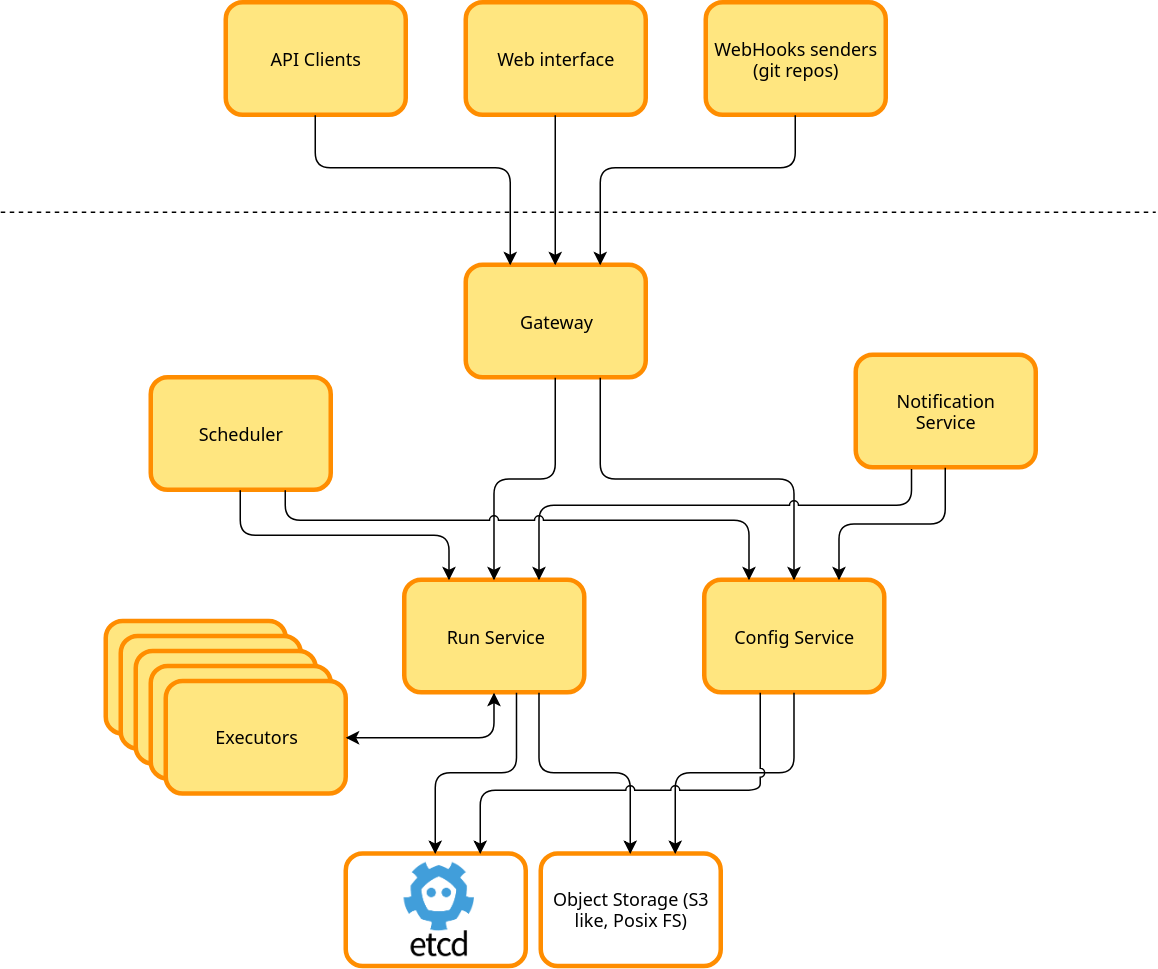 API Clients
Web interface
WebHooks senders
(git repos)
Gateway
Notification
Service
Scheduler
Run Service
Config Service
Executors
etcd
Object Storage (S3
like, Posix FS)